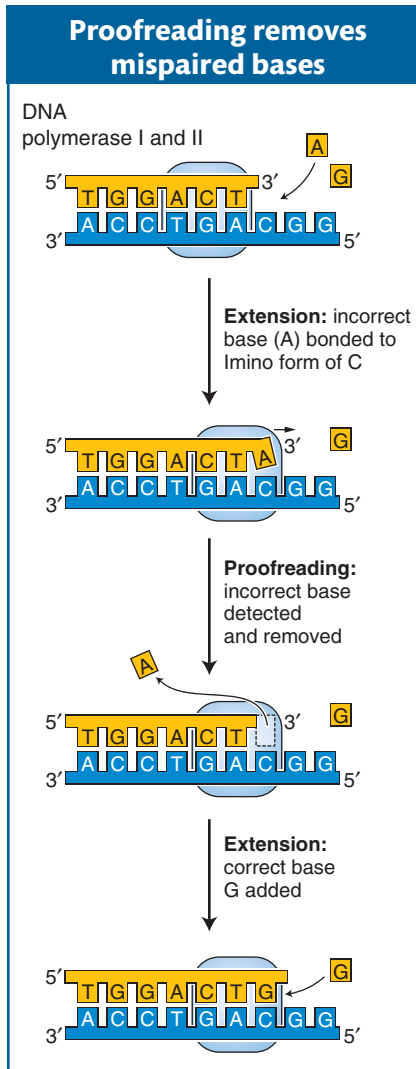 Proofreading removes
mispaired bases
DNA
polymerase I and II
A
G
5′ 3′
T G G A C T
A C C T G A C G G
3′ 5′
Extension: incorrect
base (A) bonded to
Imino form of C
5′ 3′ G
T G G A C T A
A C C T G A C G G
3′ 5′
Proofreading:
incorrect base
detected
and removed
A
5′ 3′ G
T G G A C T
A C C T G A C G G
3′ 5′
Extension:
correct base
G added
G
5′
T G G A C T G
A C C T G A C G G
3′ 5′